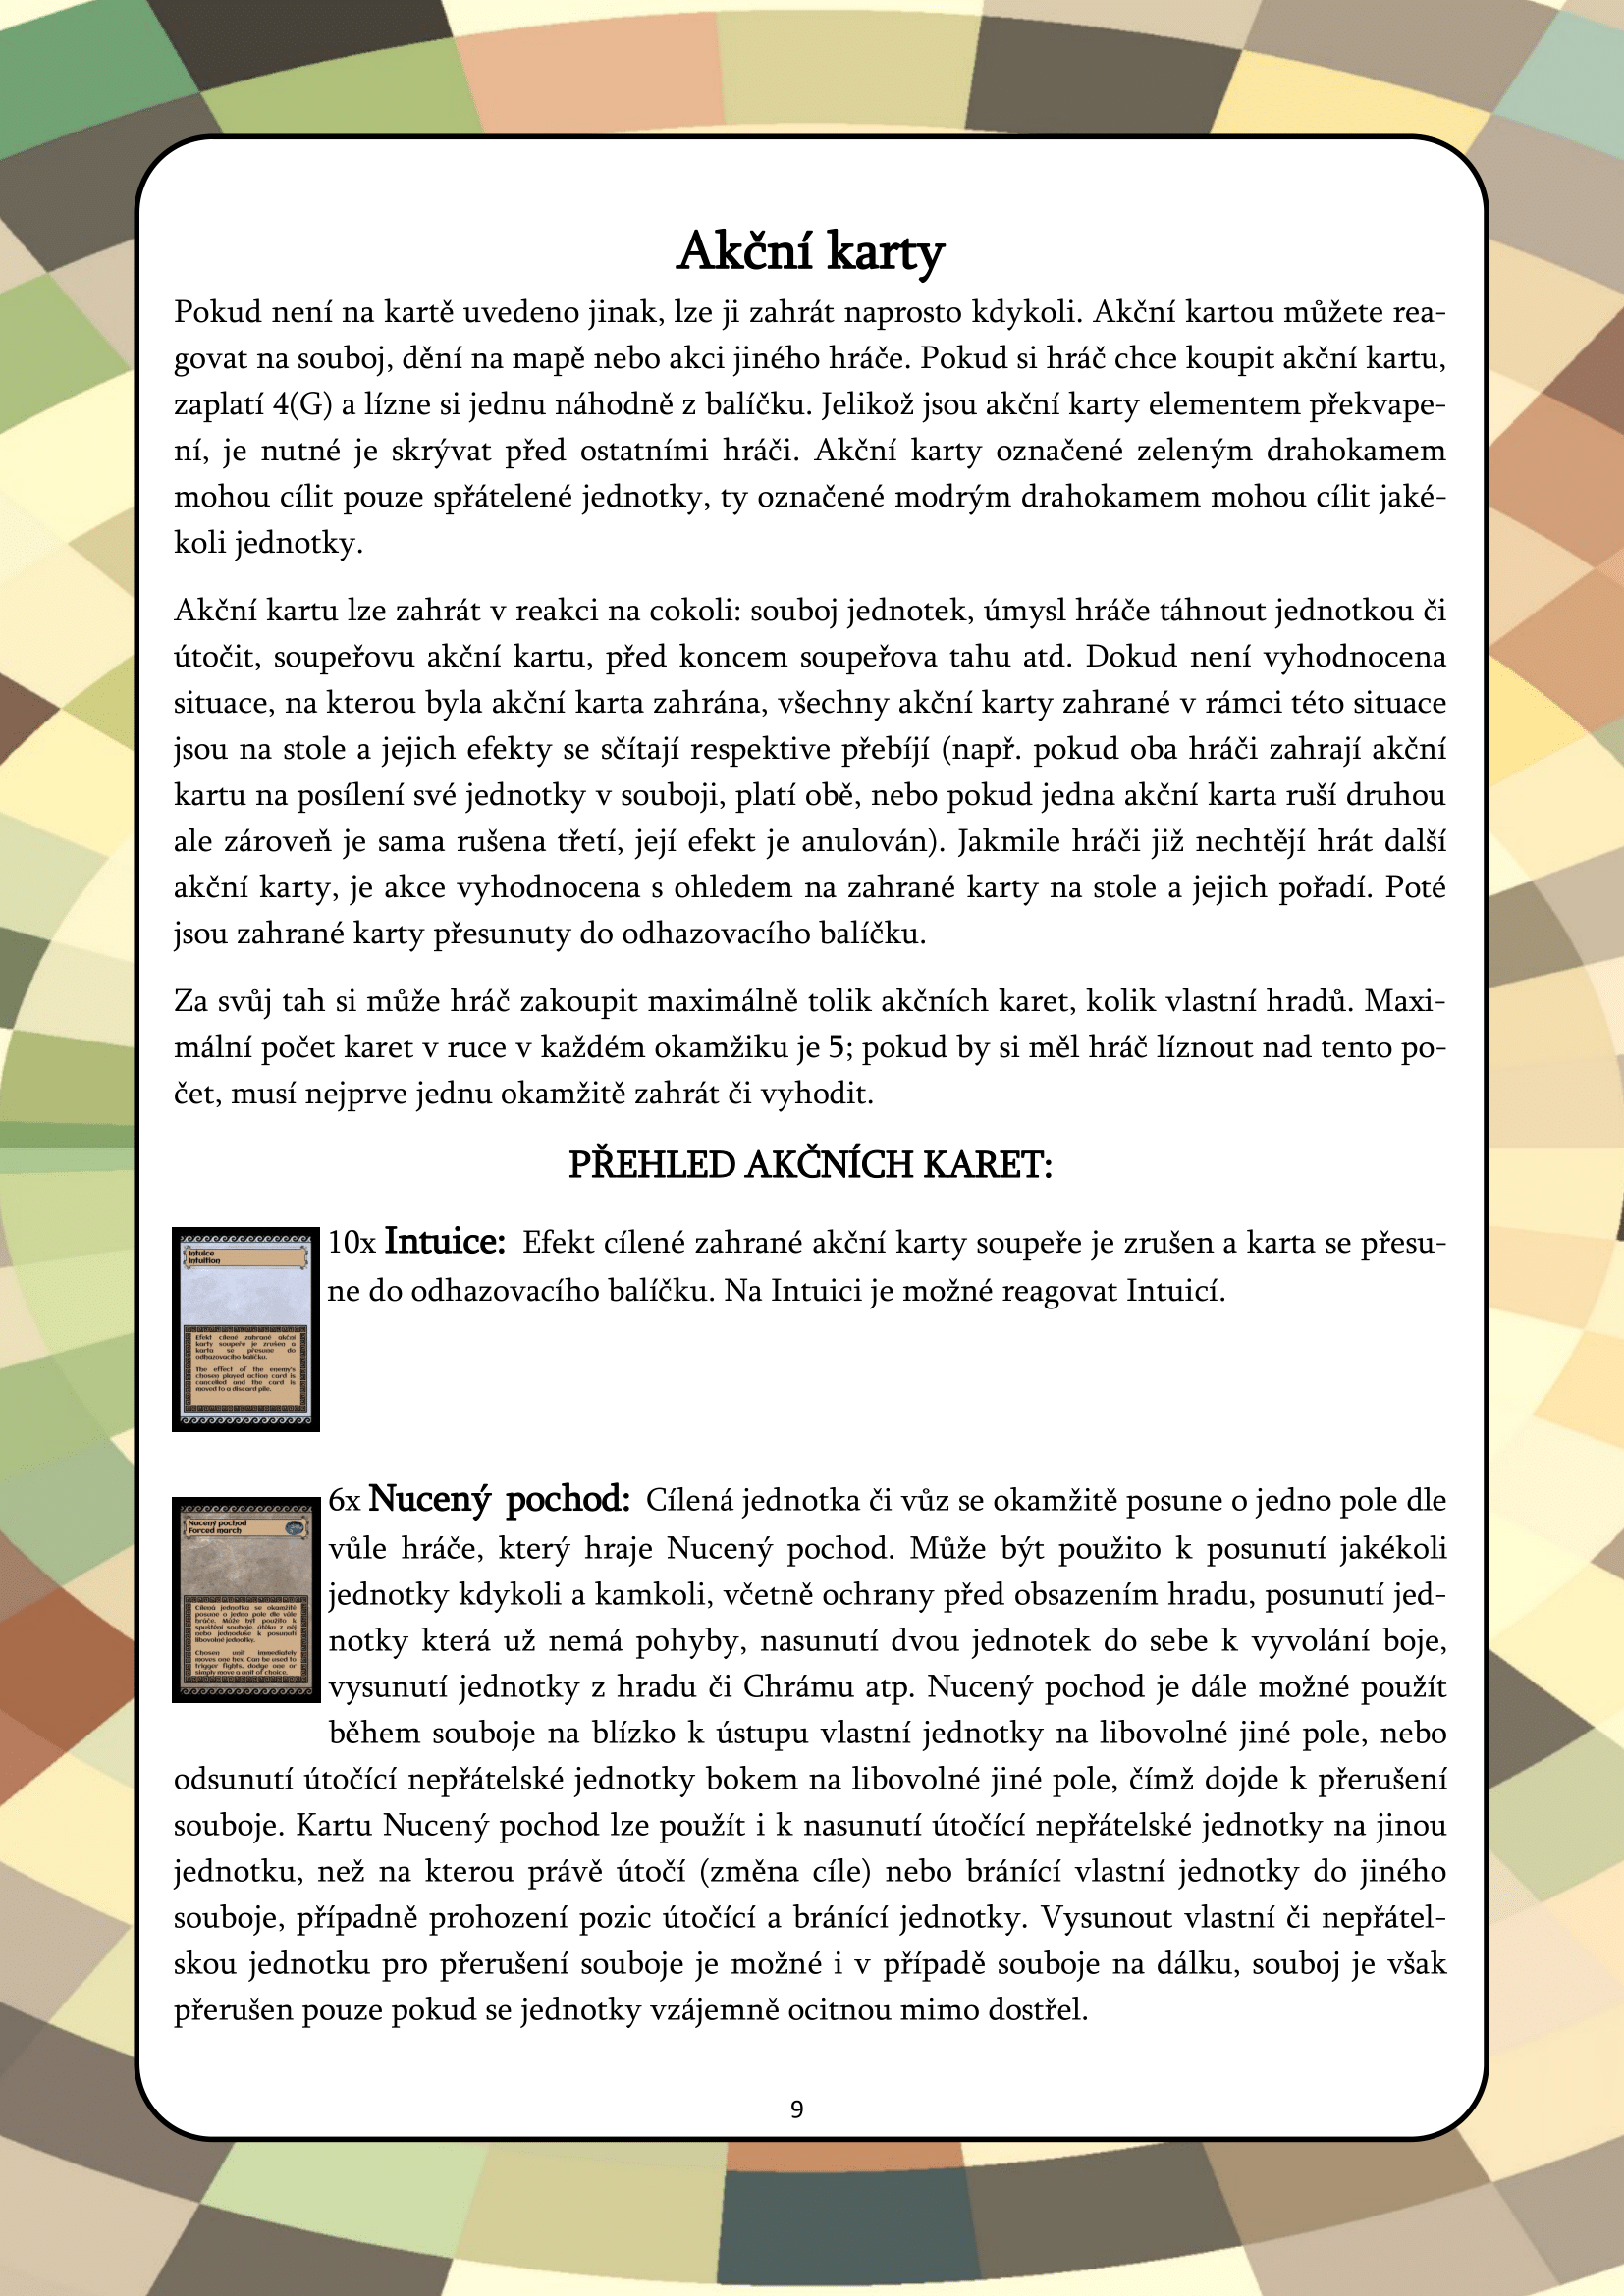 Akční karty
Pokud není na kartě uvedeno jinak, lze ji zahrát naprosto kdykoli. Akční kartou můžete rea-
govat na souboj, dění na mapě nebo akci jiného hráče. Pokud si hráč chce koupit akční kartu,
zaplatí 4(G) a lízne si jednu náhodně z balíčku. Jelikož jsou akční karty elementem překvape-
ní, je nutné je skrývat před ostatními hráči. Akční karty označené zeleným drahokamem
mohou cílit pouze spřátelené jednotky, ty označené modrým drahokamem mohou cílit jaké-
koli jednotky.
Akční kartu lze zahrát v reakci na cokoli: souboj jednotek, úmysl hráče táhnout jednotkou či
útočit, soupeřovu akční kartu, před koncem soupeřova tahu atd. Dokud není vyhodnocena
situace, na kterou byla akční karta zahrána, všechny akční karty zahrané v rámci této situace
jsou na stole a jejich efekty se sčítají respektive přebíjí (např. pokud oba hráči zahrají akční
kartu na posílení své jednotky v souboji, platí obě, nebo pokud jedna akční karta ruší druhou
ale zároveň je sama rušena třetí, její efekt je anulován). Jakmile hráči již nechtějí hrát další
akční karty, je akce vyhodnocena s ohledem na zahrané karty na stole a jejich pořadí. Poté
jsou zahrané karty přesunuty do odhazovacího balíčku.
Za svůj tah si může hráč zakoupit maximálně tolik akčních karet, kolik vlastní hradů. Maxi-
mální počet karet v ruce v každém okamžiku je 5; pokud by si měl hráč líznout nad tento po-
čet, musí nejprve jednu okamžitě zahrát či vyhodit.
PŘEHLED AKČNÍCH KARET:
Intuice
Intuition
Efekt cílené zahrané akční
karty soupeře je zrušen a
karta se přesune do
odhazovacího balíčku.
The effect of the enemy's
chosen played action card is
cancelled and the card is
moved to a discard pile.
10x Intuice: Efekt cílené zahrané akční karty soupeře je zrušen a karta se přesu-
ne do odhazovacího balíčku. Na Intuici je možné reagovat Intuicí.
Nucený pochod
Forced march
Cílená jednotka se okamžitě
posune o jedno pole dle vůle
hráče. Může být použito k
spuštění souboje, útěku z něj
nebo jednoduše k posunutí
libovolné jednotky.
Chosen unit immediately
moves one hex. Can be used to
trigger fights, dodge one or
simply move a unit of choice.
6x Nucený pochod: Cílená jednotka či vůz se okamžitě posune o jedno pole dle
vůle hráče, který hraje Nucený pochod. Může být použito k posunutí jakékoli
jednotky kdykoli a kamkoli, včetně ochrany před obsazením hradu, posunutí jed-
notky která už nemá pohyby, nasunutí dvou jednotek do sebe k vyvolání boje,
vysunutí jednotky z hradu či Chrámu atp. Nucený pochod je dále možné použít
během souboje na blízko k ústupu vlastní jednotky na libovolné jiné pole, nebo
odsunutí útočící nepřátelské jednotky bokem na libovolné jiné pole, čímž dojde k přerušení
souboje. Kartu Nucený pochod lze použít i k nasunutí útočící nepřátelské jednotky na jinou
jednotku, než na kterou právě útočí (změna cíle) nebo bránící vlastní jednotky do jiného
souboje, případně prohození pozic útočící a bránící jednotky. Vysunout vlastní či nepřátel-
skou jednotku pro přerušení souboje je možné i v případě souboje na dálku, souboj je však
přerušen pouze pokud se jednotky vzájemně ocitnou mimo dostřel.
9